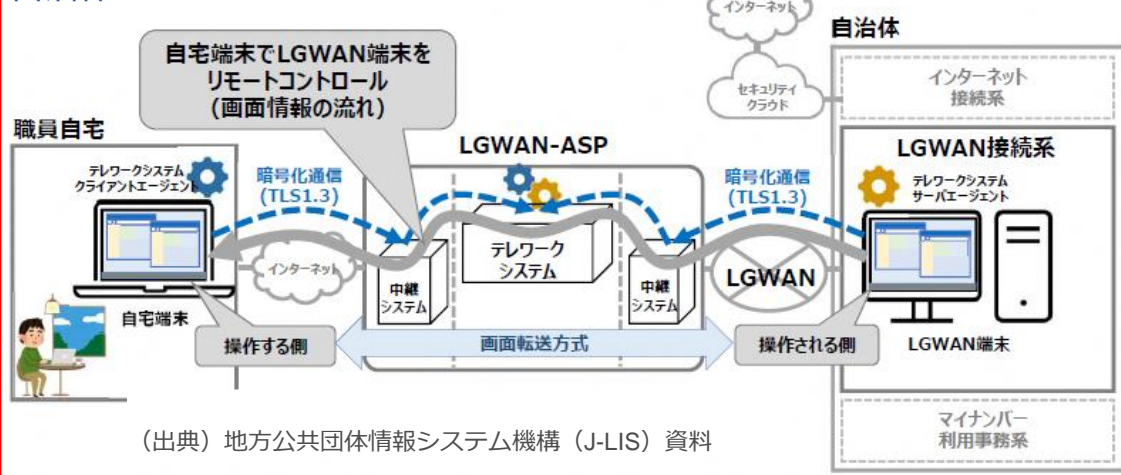 インターネット
自治体
自宅端末でLGWAN端末を
リモートコントロール
(画面情報の流れ)
セキュリティ
クラウド
インターネット
接続系
職員自宅
LGWAN-ASP
LGWAN接続系
テレワークシステム
クライアントエージェント
暗号化通信
(TLS1.3)
暗号化通信
(TLS1.3)
テレワークシステム
サーバエージェント
インターネット
中継
システム
テレワーク
システム
中継
システム
LGWAN
自宅端末
操作する側
画面転送方式
操作される側
LGWAN端末
マイナンバー
利用事務系
（出典）地方公共団体情報システム機構（J-LIS）資料